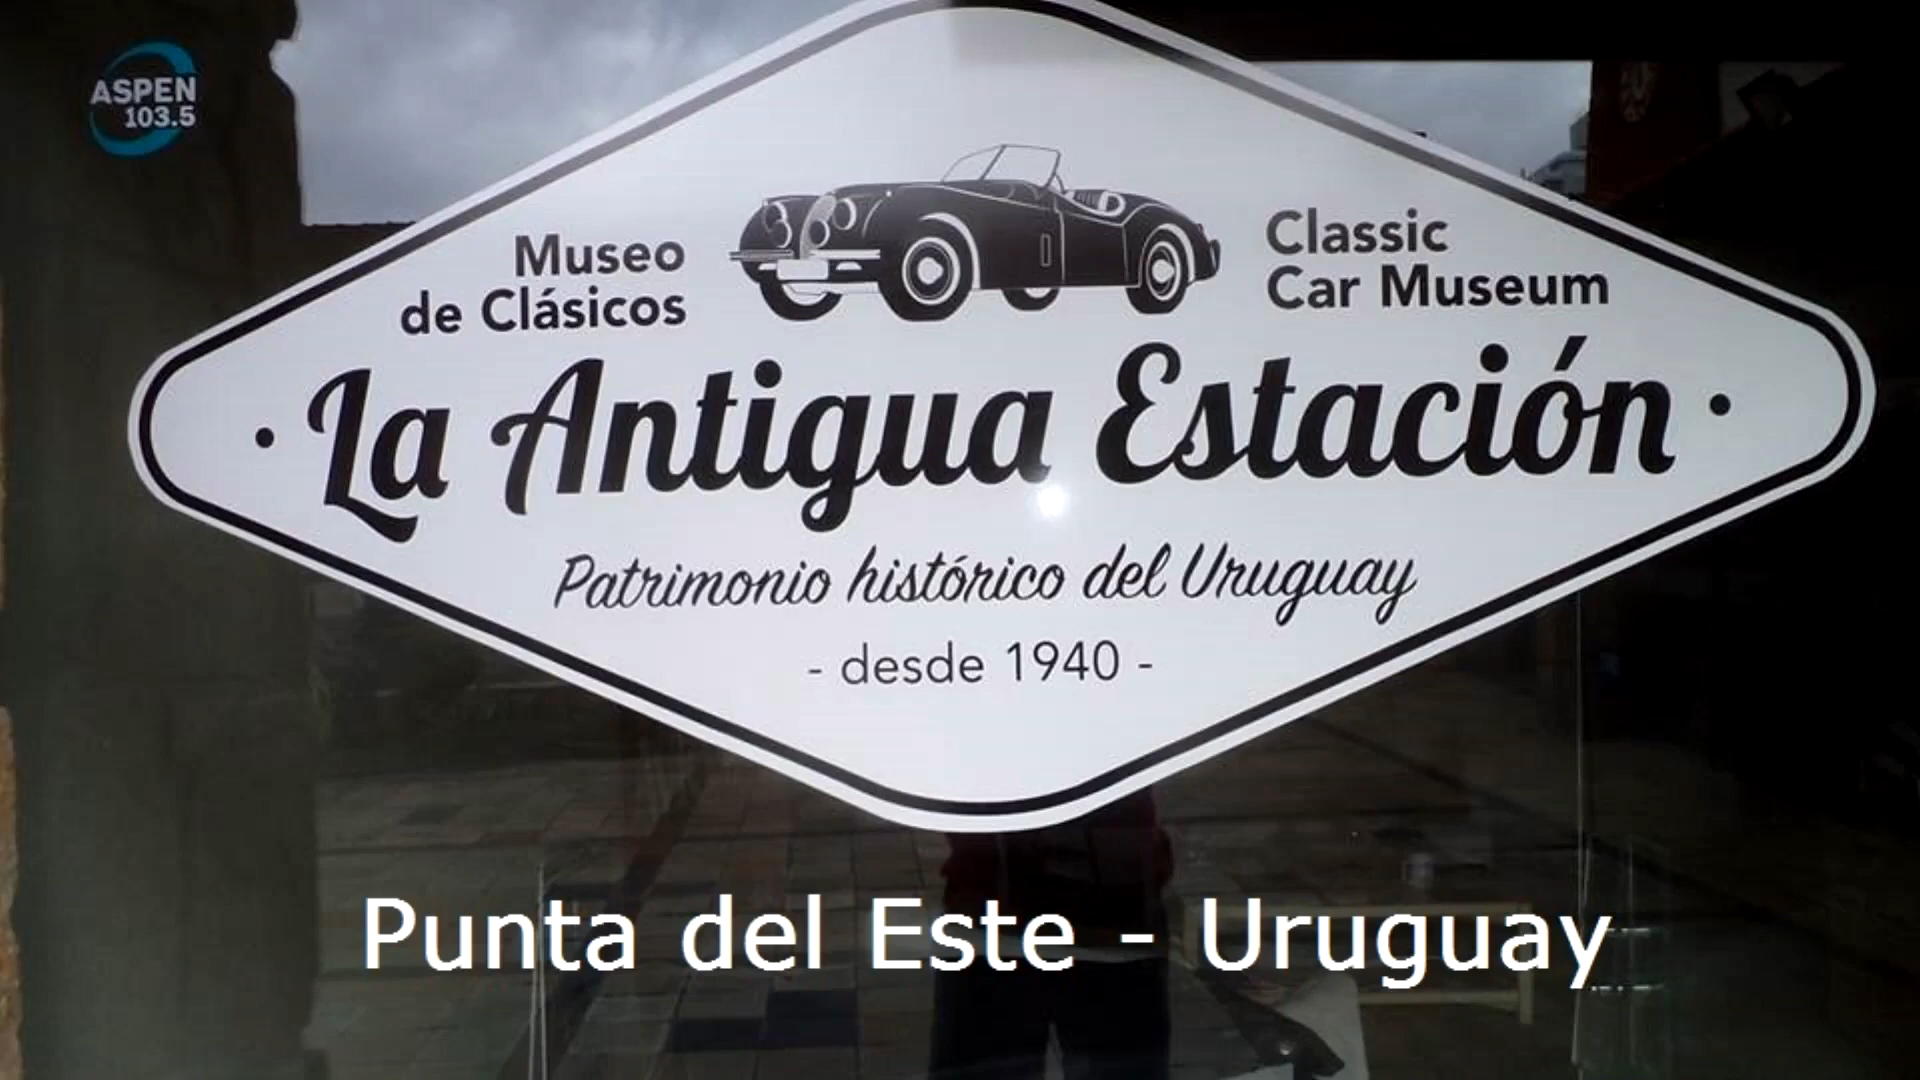 ASPEN
103.5
Museo
de Clásicos
Classic
Car Museum
· La Antigua Estación ·
Patrimonio histórico del Uruguay
- desde 1940 -
Punta del Este - Uruguay